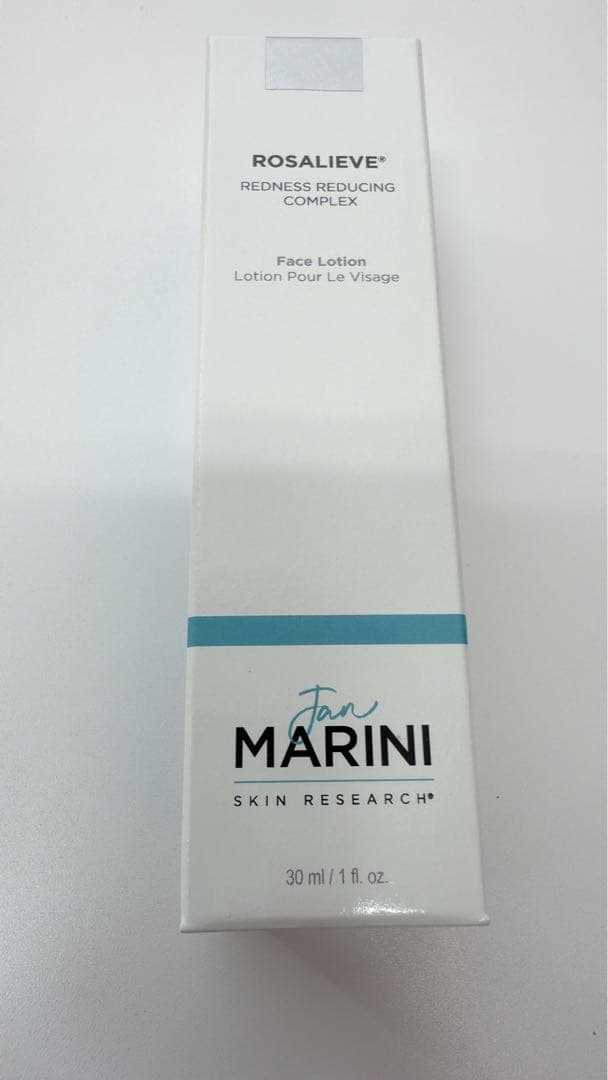 ROSALIEVE®
REDNESS REDUCING
COMPLEX
Face Lotion
Lotion Pour Le Visage
Jan
MARINI
SKIN RESEARCH®
30 ml / 1 fl. oz.